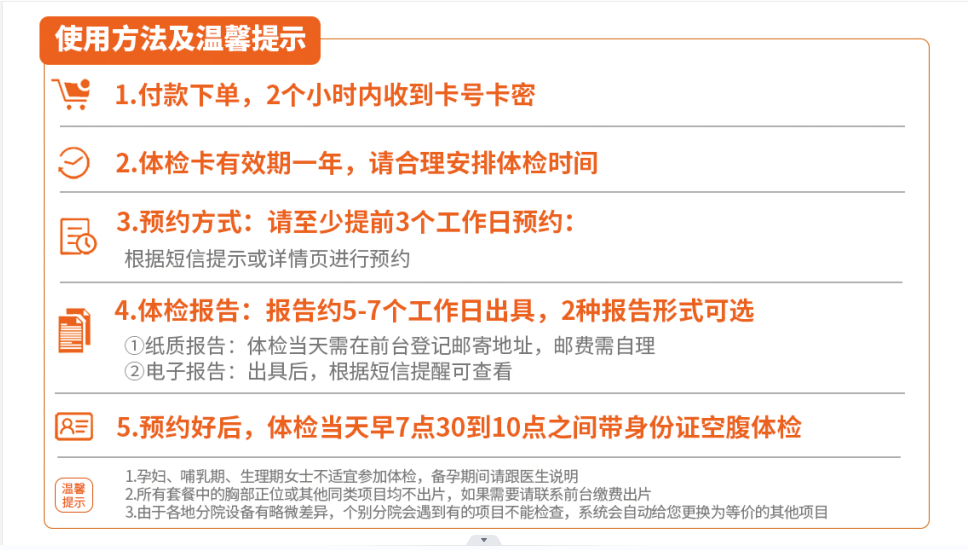 使用方法及温馨提示
1.付款下单，2个小时内收到卡号卡密
2.体检卡有效期一年，请合理安排体检时间
3.预约方式：请至少提前3个工作日预约：
根据短信提示或详情页进行预约
4.体检报告：报告约5-7个工作日出具，2种报告形式可选
①纸质报告：体检当天需在前台登记邮寄地址，邮费需自理
②电子报告：出具后，根据短信提醒可查看
5.预约好后，体检当天早7点30到10点之间带身份证空腹体检
温馨
提示
1.孕妇、哺乳期、生理期女士不适宜参加体检，备孕期间请跟医生说明
2.所有套餐中的胸部正位或其他同类项目均不出片，如果需要请联系前台缴费出片
3.由于各地分院设备有略微差异，个别分院会遇到有的项目不能检查，系统会自动给您更换为等价的其他项目